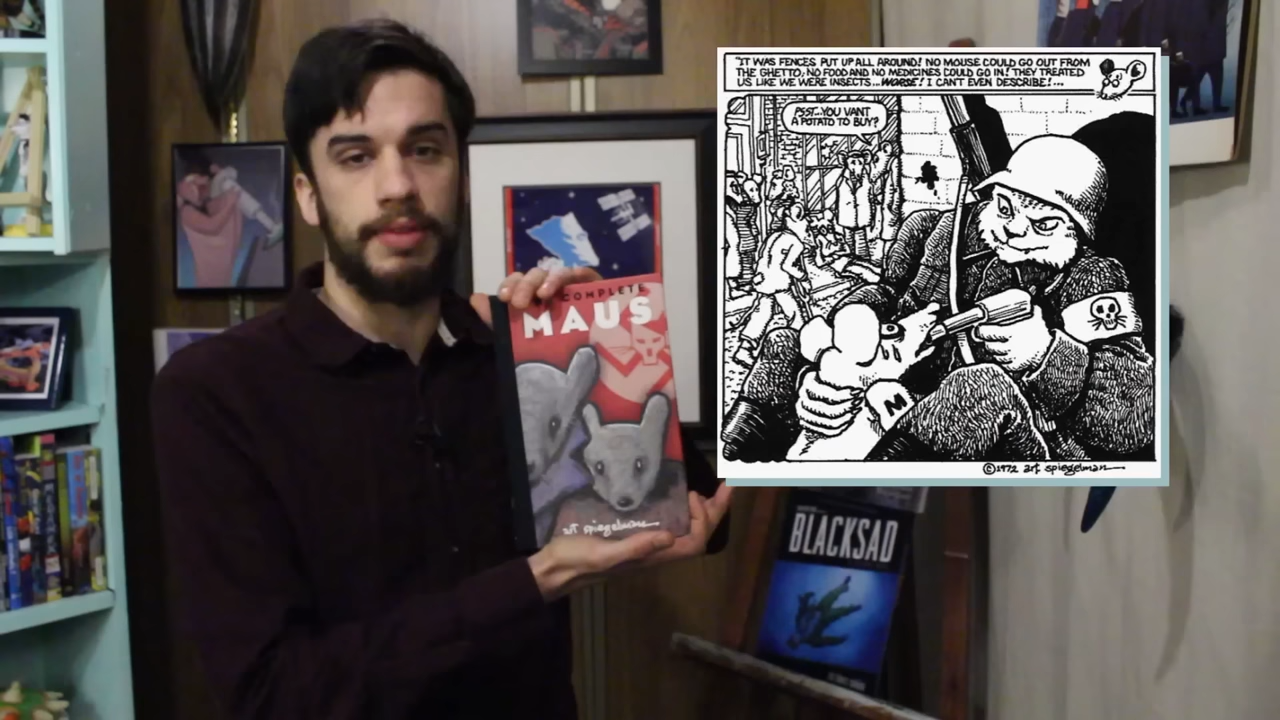 "IT WAS FENCES PUT UP ALL AROUND! NO MOUSE COULD GO OUT FROM
THE GHETTO, NO FOOD AND NO MEDICINES COULD GO IN! THEY TREATED
US LIKE WE WERE INSECTS...WORSE! I CAN'T EVEN DESCRIBE!...
PSST...YOU VANT
A POTATO TO BUY?
M
©1972 art spiegelman
COMPLETE
MAUS
art spiegelman
BLACKSAD